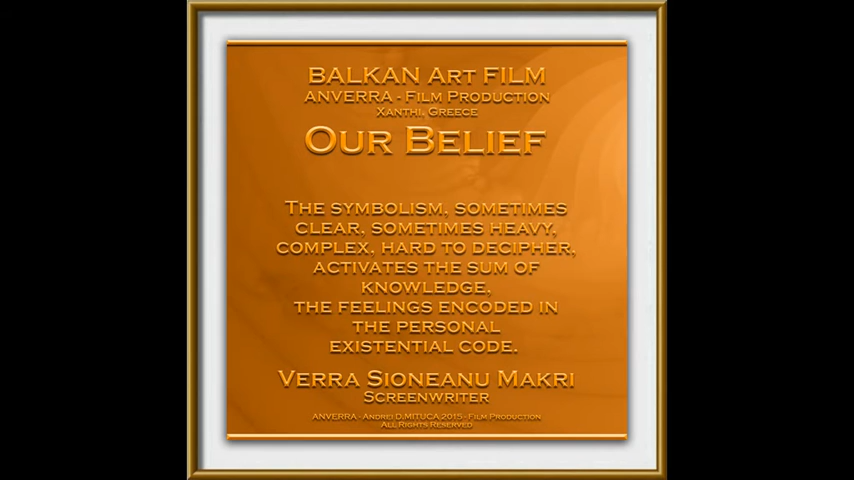 BALKAN ART FILM
ANVERRA - FILM PRODUCTION
XANTHI, GREECE
OUR BELIEF
THE SYMBOLISM, SOMETIMES
CLEAR, SOMETIMES HEAVY,
COMPLEX, HARD TO DECIPHER,
ACTIVATES THE SUM OF
KNOWLEDGE,
THE FEELINGS ENCODED IN
THE PERSONAL
EXISTENTIAL CODE.
VERRA SIONEANU MAKRI
SCREENWRITER
ANVERRA - ANDREI D.MITUCA 2015 - FILM PRODUCTION
ALL RIGHTS RESERVED